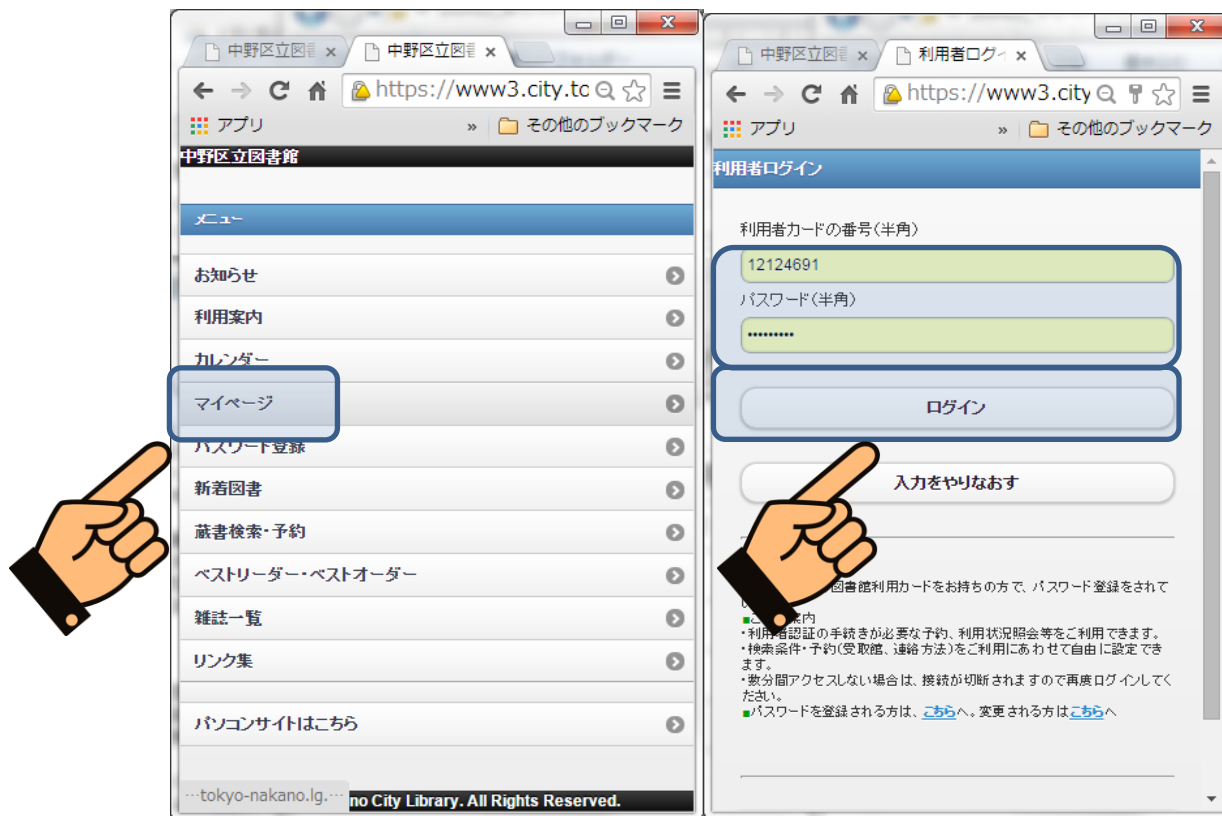 中野区立図 中野区立図
https://www3.city.to
アプリ » その他のブックマーク
中野区立図書館
メニュー
お知らせ
利用案内
カレンダー
マイページ
パスワード登録
新着図書
蔵書検索・予約
ベストリーダー・ベストオーダー
雑誌一覧
リンク集
パソコンサイトはこちら
…tokyo-nakano.lg.… no City Library. All Rights Reserved.
中野区立図 利用者ログイ
https://www3.city
アプリ » その他のブックマーク
利用者ログイン
利用者カードの番号(半角)
12124691
パスワード(半角)
•••••••••
ログイン
入力をやりなおす
図書館利用カードをお持ちの方で、パスワード登録をされて
■ 案内
・利用者認証の手続きが必要な予約、利用状況照会等をご利用できます。
・検索条件・予約(受取館、連絡方法)をご利用にあわせて自由に設定でき
ます。
・数分間アクセスしない場合は、接続が切断されますので再度ログインしてく
ださい。
■パスワードを登録される方は、こちらへ。変更される方はこちらへ